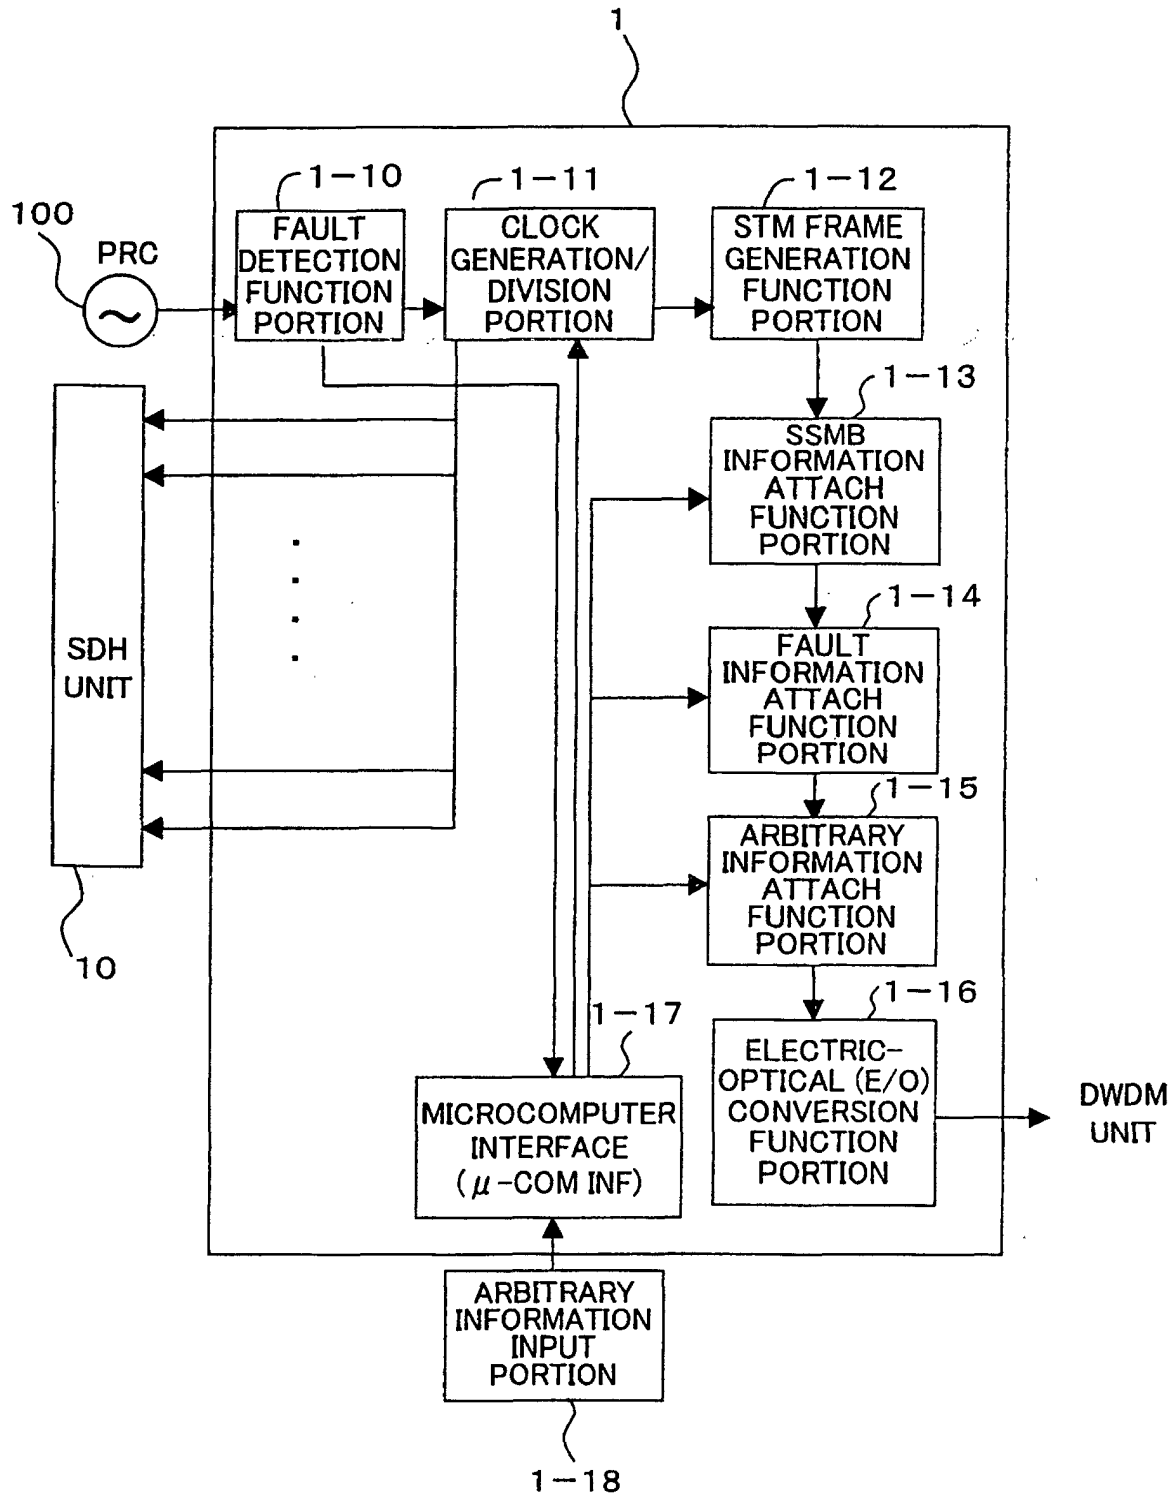 1
1-10
1-11
1-12
100
PRC
FAULT
DETECTION
FUNCTION
PORTION
CLOCK
GENERATION/
DIVISION
PORTION
STM FRAME
GENERATION
FUNCTION
PORTION
1-13
SSMB
INFORMATION
ATTACH
FUNCTION
PORTION
1-14
SDH
UNIT
FAULT
INFORMATION
ATTACH
FUNCTION
PORTION
1-15
ARBITRARY
INFORMATION
ATTACH
FUNCTION
PORTION
10
1-16
1-17
ELECTRIC-
OPTICAL (E/O)
CONVERSION
FUNCTION
PORTION
MICROCOMPUTER
INTERFACE
(μ-COM INF)
DWDM
UNIT
ARBITRARY
INFORMATION
INPUT
PORTION
1-18